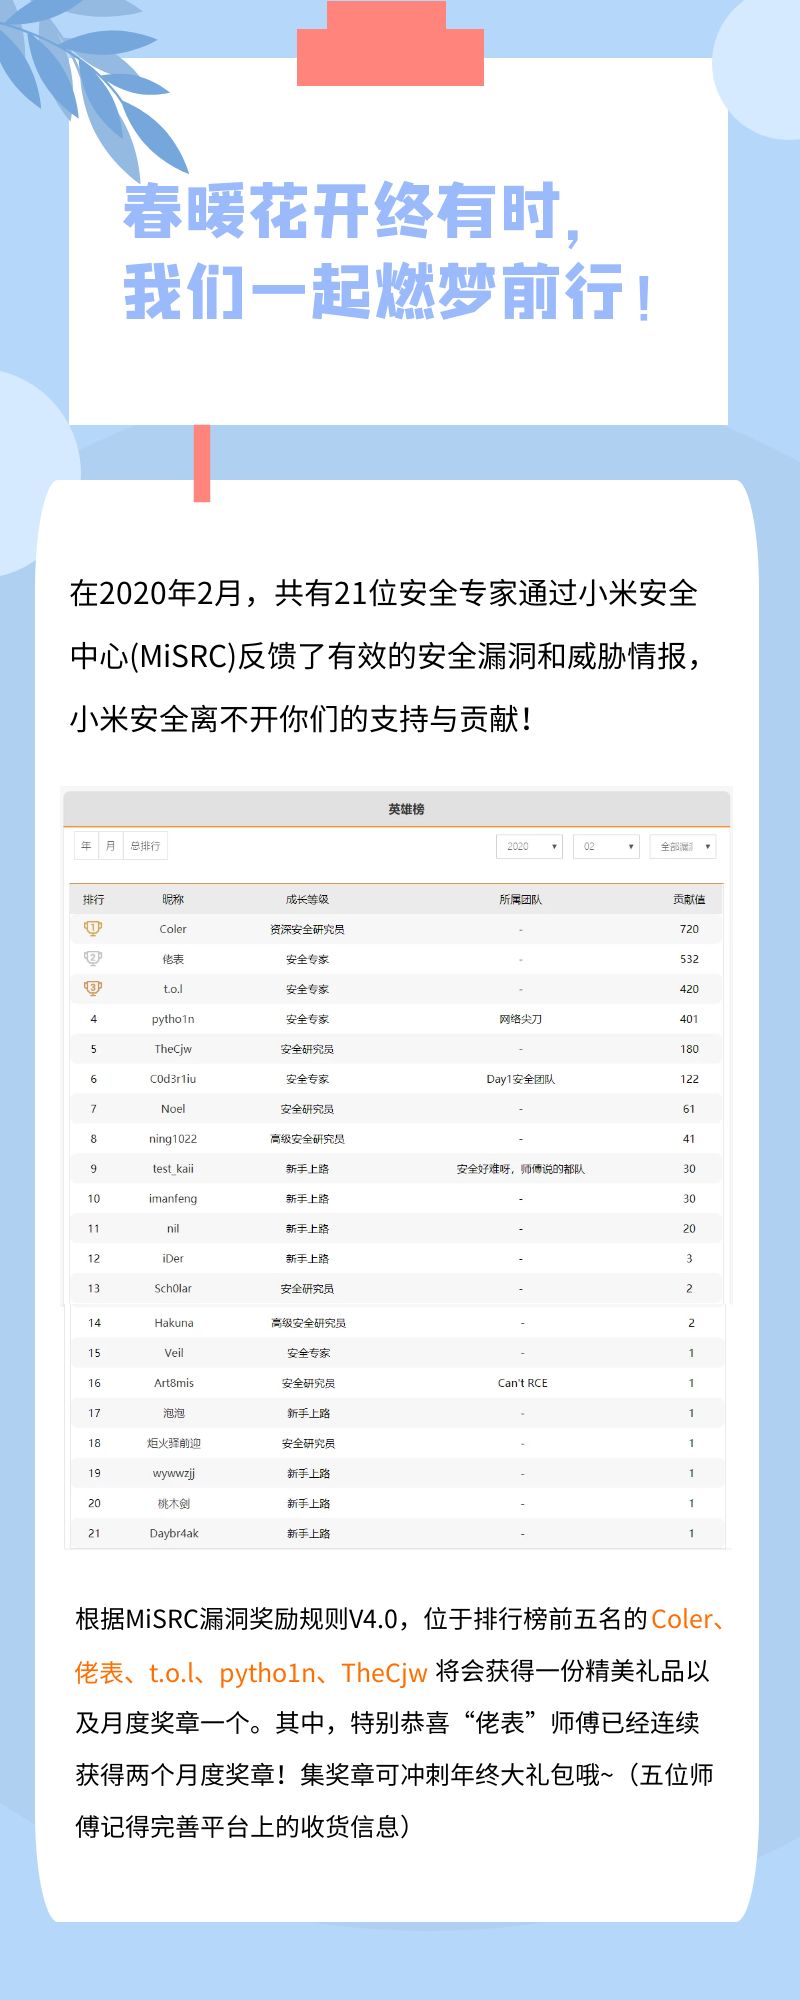 春暖花开终有时，
我们一起燃梦前行！
在2020年2月，共有21位安全专家通过小米安全
中心(MiSRC)反馈了有效的安全漏洞和威胁情报，
小米安全离不开你们的支持与贡献！
英雄榜
年 月 总排行 2020 02 全部漏洞
排行 昵称 成长等级 所属团队 贡献值
1 Coler 资深安全研究员 - 720
2 佬表 安全专家 - 532
3 t.o.l 安全专家 - 420
4 pytho1n 安全专家 网络尖刀 401
5 TheCjw 安全研究员 - 180
6 C0d3r1iu 安全专家 Day1安全团队 122
7 Noel 安全研究员 - 61
8 ning1022 高级安全研究员 - 41
9 test_kaii 新手上路 安全好难呀，师傅说的都队 30
10 imanfeng 新手上路 - 30
11 nil 新手上路 - 20
12 iDer 新手上路 - 3
13 Sch0lar 安全研究员 - 2
14 Hakuna 高级安全研究员 - 2
15 Veil 安全专家 - 1
16 Art8mis 安全研究员 Can't RCE 1
17 泡泡 新手上路 - 1
18 炬火驿前迎 安全研究员 - 1
19 wywwzjj 新手上路 - 1
20 桃木剑 新手上路 - 1
21 Daybr4ak 新手上路 - 1
根据MiSRC漏洞奖励规则V4.0，位于排行榜前五名的Coler、
佬表、t.o.l、pytho1n、TheCjw 将会获得一份精美礼品以
及月度奖章一个。其中，特别恭喜“佬表”师傅已经连续
获得两个月度奖章！集奖章可冲刺年终大礼包哦~（五位师
傅记得完善平台上的收货信息）